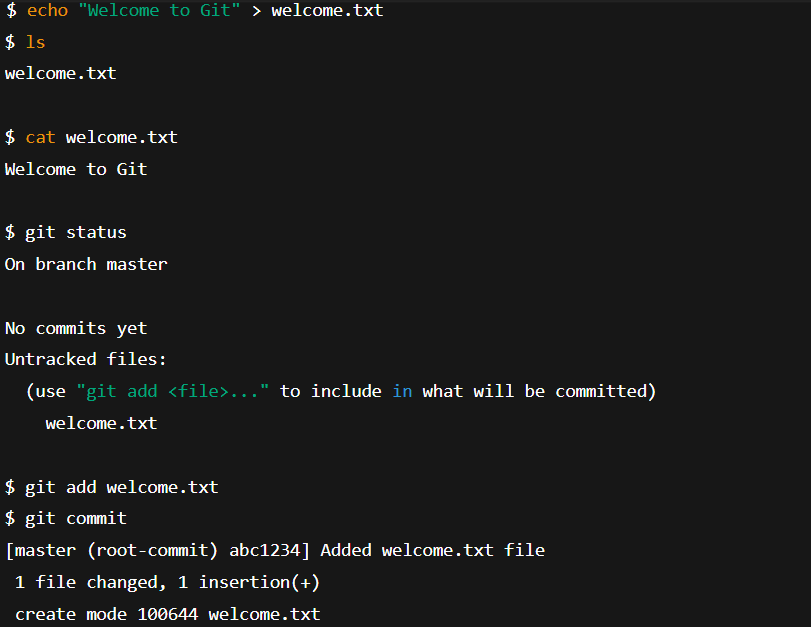 $ echo "Welcome to Git" > welcome.txt
$ ls
welcome.txt
$ cat welcome.txt
Welcome to Git
$ git status
On branch master
No commits yet
Untracked files:
(use "git add <file>..." to include in what will be committed)
welcome.txt
$ git add welcome.txt
$ git commit
[master (root-commit) abc1234] Added welcome.txt file
1 file changed, 1 insertion(+)
create mode 100644 welcome.txt